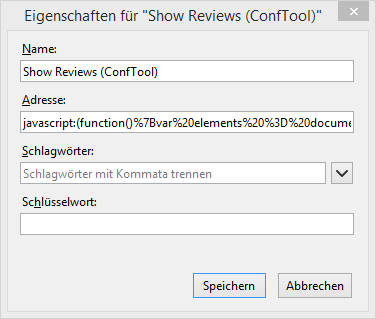 Eigenschaften für "Show Reviews (ConfTool)"
Name:
Show Reviews (ConfTool)
Adresse:
javascript:(function()%7Bvar%20elements%20%3D%20docume
Schlagwörter:
Schlagwörter mit Kommata trennen
Schlüsselwort:
Speichern Abbrechen